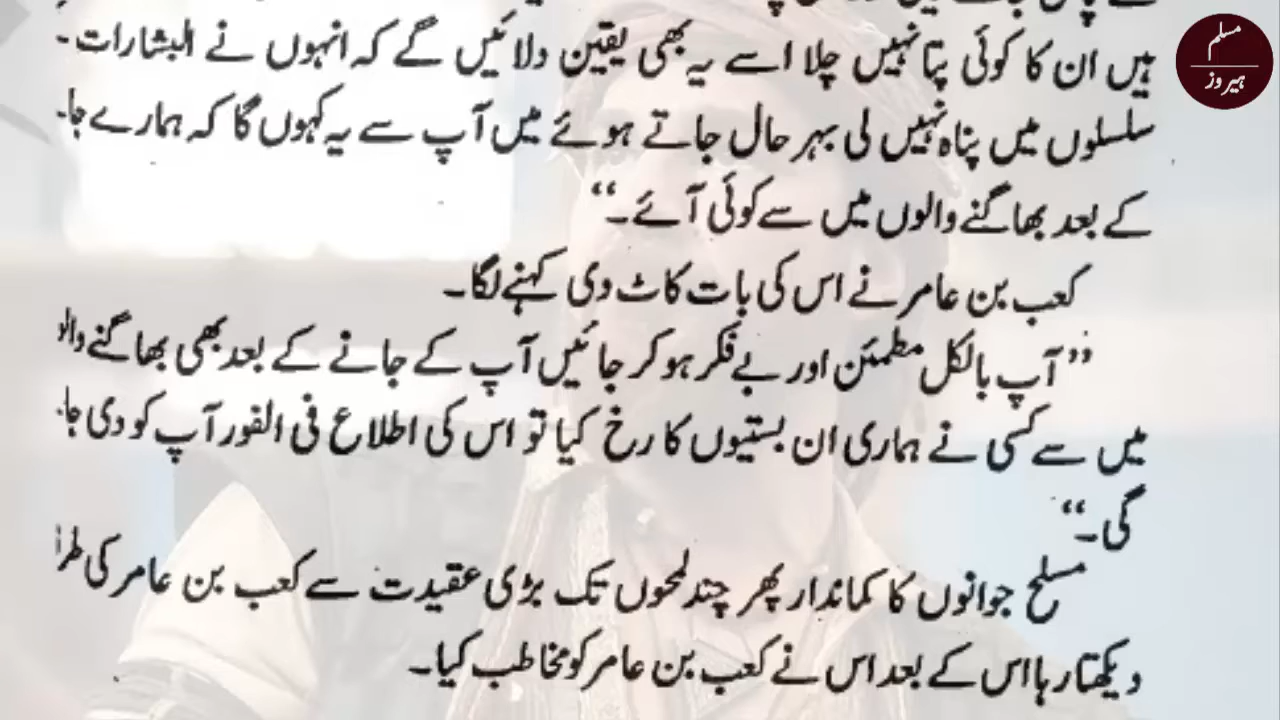 ہیں ان کا کوئی پتا نہیں چلا اسے یہ بھی یقین دلائیں گے کہ انہوں نے البشارات
سلسلوں میں پناہ نہیں لی بہر حال جاتے ہوئے میں آپ سے یہ کہوں گا کہ ہمارے جا
کے بعد بھاگنے والوں میں سے کوئی آئے۔“
کعب بن عامر نے اس کی بات کاٹ دی کہنے لگا۔
”آپ بالکل مطمئن اور بے فکر ہو کر جائیں آپ کے جانے کے بعد بھی بھاگنے والو
میں سے کسی نے ہماری ان بستیوں کا رخ کیا تو اس کی اطلاع فی الفور آپ کو دی جا
گی۔“
مسلح جوانوں کا کماندار پھر چند لمحوں تک بڑی عقیدت سے کعب بن عامر کی طر
دیکھتا رہا اس کے بعد اس نے کعب بن عامر کو مخاطب کیا۔
مسلم
ہیروز